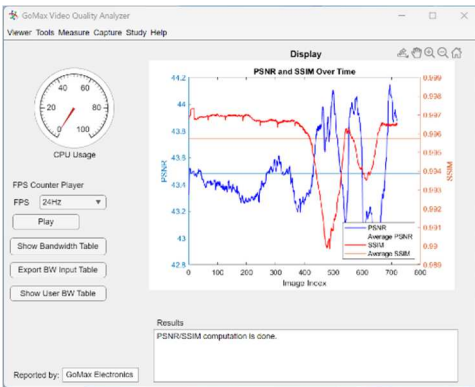 GoMax Video Quality Analyzer
Viewer Tools Measure Capture Study Help
Display
PSNR and SSIM Over Time
44.2
44
43.8
43.6
43.4
43.2
43
42.8
PSNR
0.999
0.998
0.996
0.995
0.994
0.993
0.991
0.99
0.989
SSIM
0 100 200 300 400 500 600 700 800
Image Index
PSNR
Average PSNR
SSIM
Average SSIM
0 20 40 60 80 100
CPU Usage
FPS Counter Player
FPS 24Hz
Play
Show Bandwidth Table
Export BW Input Table
Show User BW Table
Results
PSNR/SSIM computation is done.
Reported by: GoMax Electronics